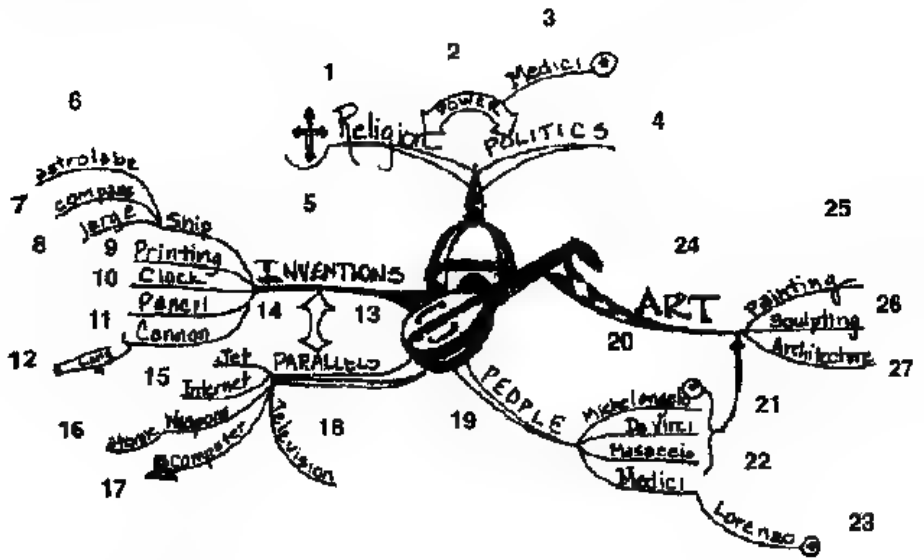 3
2
Medici
1
6
POWER
4
Religion
POLITICS
astrolabe
7
compass
5
25
large
Ship
8
9
Printing
24
INVENTIONS
Painting
10
Clock
ART
26
Pencil
Sculpting
11
14
13
Cannon
20
Architecture
12
27
PARALLELS
15
Jet
PEOPLE
Internet
Michelangelo
21
Weapons
atomic
16
18
19
Da Vinci
Television
Masaccio
22
Computer
17
Medici
Lorenzo
23